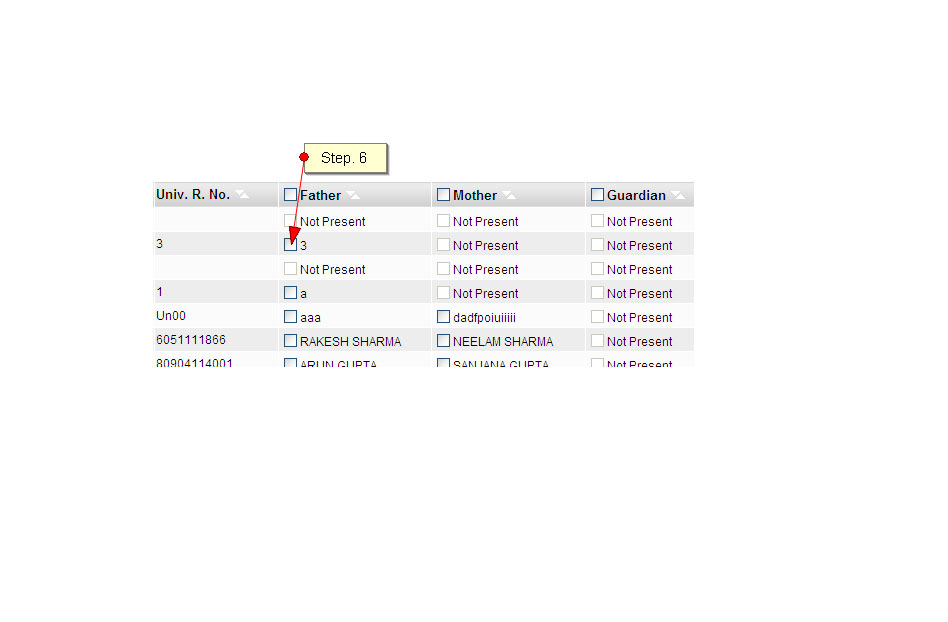 Step. 6
Univ. R. No. Father Mother Guardian
Not Present Not Present Not Present
3 3 Not Present Not Present
Not Present Not Present Not Present
1 a Not Present Not Present
Un00 aaa dadfpoiuiiiii Not Present
6051111866 RAKESH SHARMA NEELAM SHARMA Not Present
80904114001 ARUN GUPTA SANJANA GUPTA Not Present